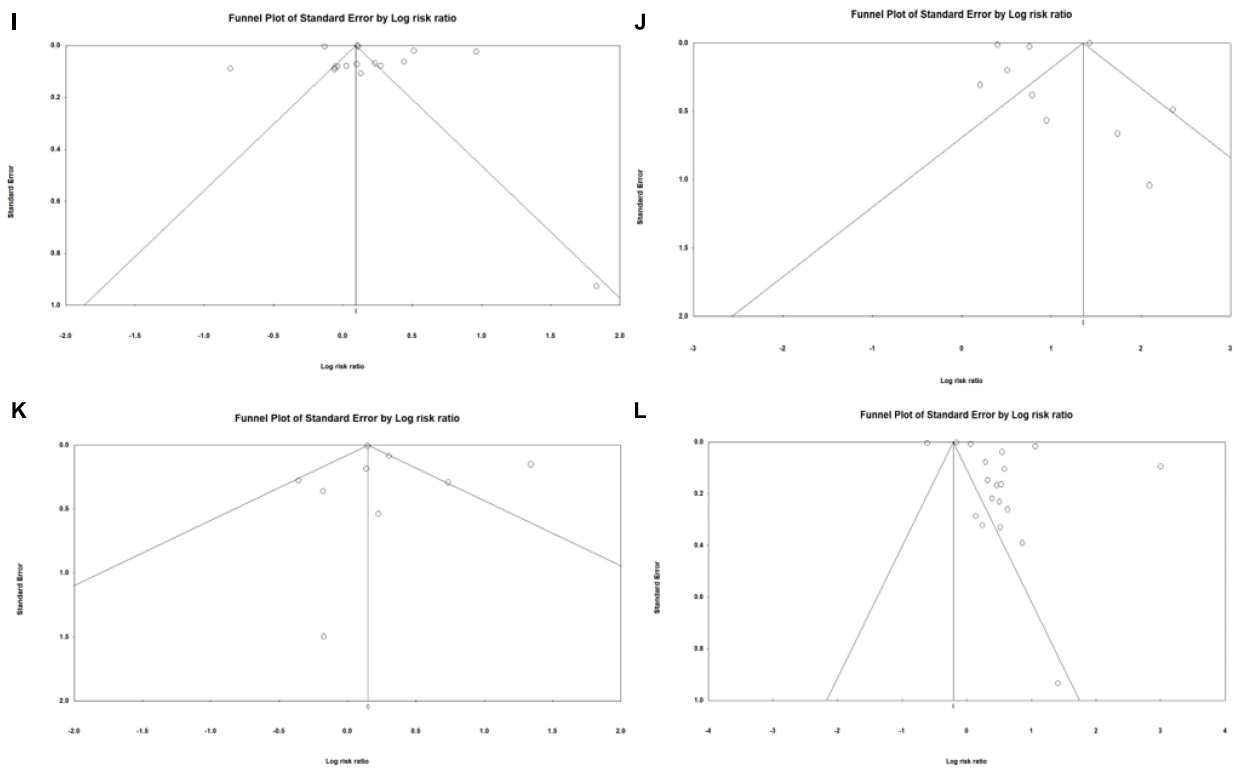 I
Funnel Plot of Standard Error by Log risk ratio
0.0
0.2
0.4
0.6
0.8
1.0
Standard Error
-2.0 -1.5 -1.0 -0.5 0.0 0.5 1.0 1.5 2.0
Log risk ratio
J
Funnel Plot of Standard Error by Log risk ratio
0.0
0.5
1.0
1.5
2.0
Standard Error
-3 -2 -1 0 1 2 3
Log risk ratio
K
Funnel Plot of Standard Error by Log risk ratio
0.0
0.5
1.0
1.5
2.0
Standard Error
-2.0 -1.5 -1.0 -0.5 0.0 0.5 1.0 1.5 2.0
Log risk ratio
L
Funnel Plot of Standard Error by Log risk ratio
0.0
0.2
0.4
0.6
0.8
1.0
Standard Error
-4 -3 -2 -1 0 1 2 3 4
Log risk ratio